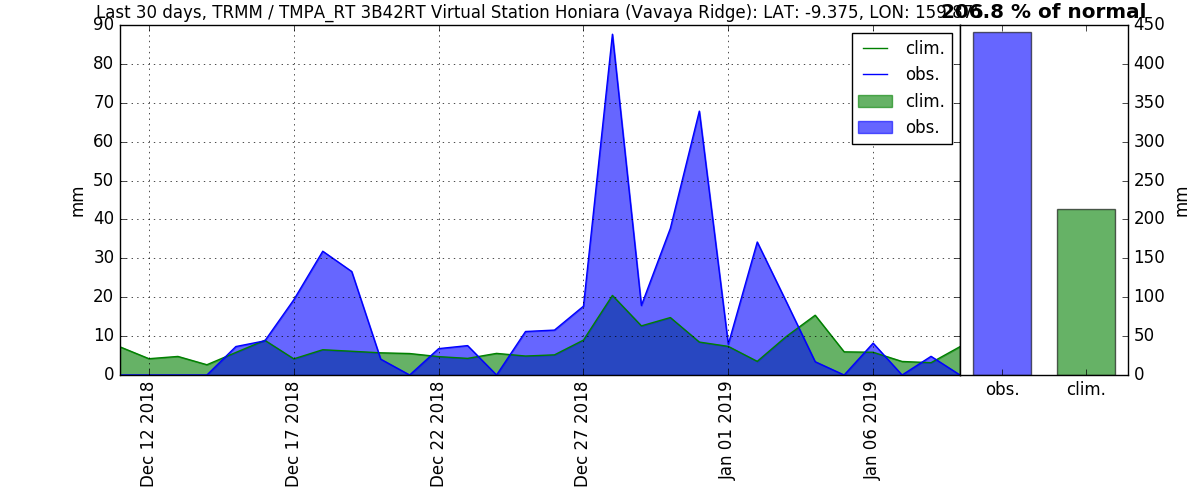 Last 30 days, TRMM / TMPA_RT 3B42RT Virtual Station Honiara (Vavaya Ridge): LAT: -9.375, LON:
206.8 % of normal
90
80
70
60
50
40
30
20
10
0
mm
clim.
obs.
clim.
obs.
Dec 12 2018
Dec 17 2018
Dec 22 2018
Dec 27 2018
Jan 01 2019
Jan 06 2019
450
400
350
300
250
200
150
100
50
0
mm
obs.
clim.